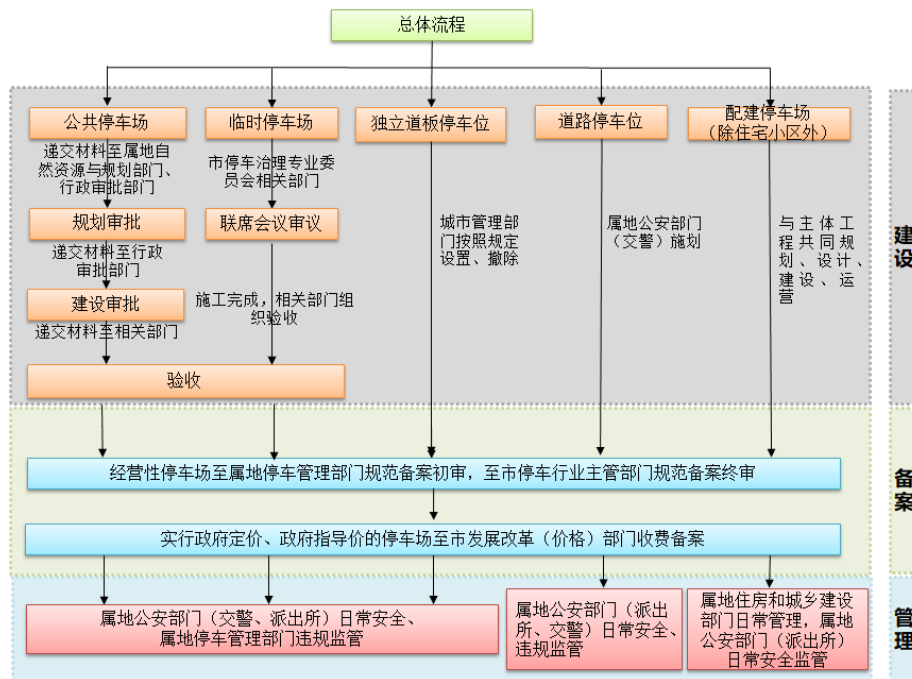 总体流程
公共停车场
临时停车场
独立道板停车位
道路停车位
配建停车场
（除住宅小区外）
递交材料至属地自
然资源与规划部门、
行政审批部门
市停车治理专业委
员会相关部门
规划审批
联席会议审议
城市管理部
门按照规定
设置、撤除
属地公安部门
（交警）施划
与主体工
程共同规
划、设计、
建设、运
营
递交材料至行政
审批部门
建设审批
施工完成，相关部门组
织验收
递交材料至相关部门
验收
建
设
经营性停车场至属地停车管理部门规范备案初审，至市停车行业主管部门规范备案终审
实行政府定价、政府指导价的停车场至市发展改革（价格）部门收费备案
备
案
属地公安部门（交警、派出所）日常安全、
属地停车管理部门违规监管
属地公安部门（派出
所、交警）日常安全、
违规监管
属地住房和城乡建设
部门日常管理，属地
公安部门（派出所）
日常安全监管
管
理